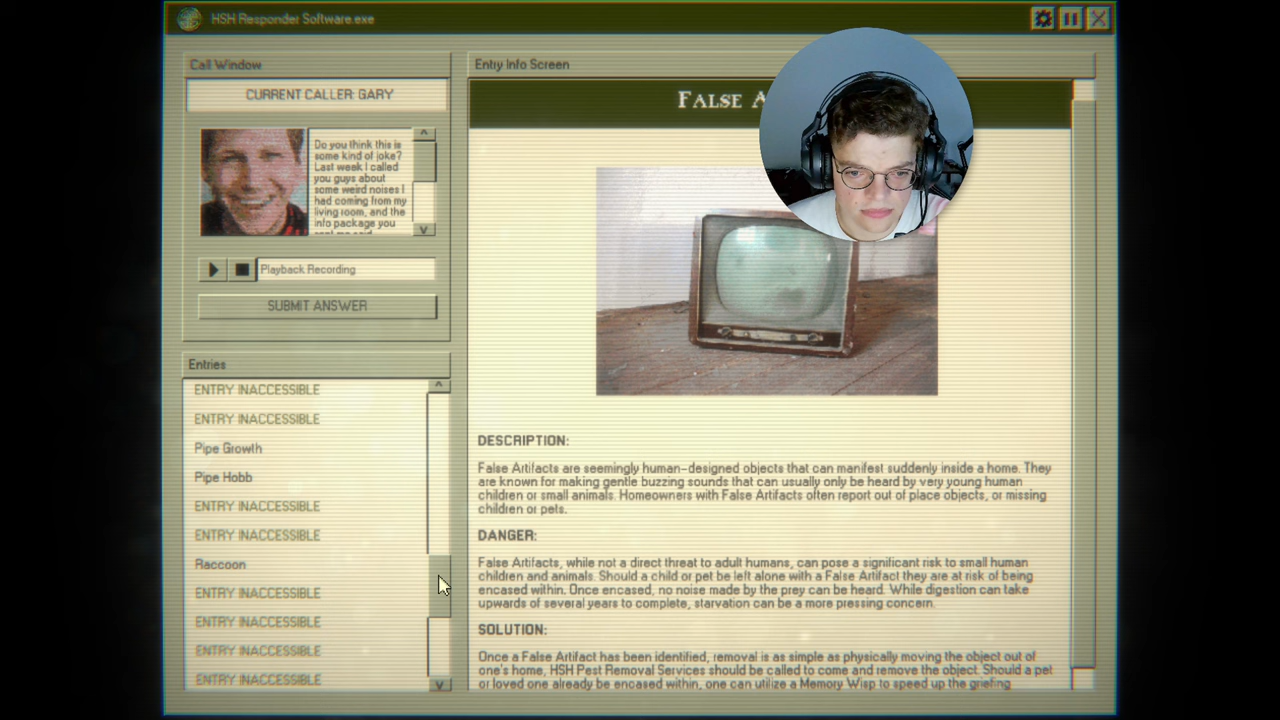 HSH Responder Software.exe
Call Window
CURRENT CALLER: GARY
Do you think this is
some kind of joke?
Last week I called
you guys about
some weird noises I
had coming from my
living room, and the
info package you
Playback Recording
SUBMIT ANSWER
Entries
ENTRY INACCESSIBLE
ENTRY INACCESSIBLE
Pipe Growth
Pipe Hobb
ENTRY INACCESSIBLE
ENTRY INACCESSIBLE
Raccoon
ENTRY INACCESSIBLE
ENTRY INACCESSIBLE
ENTRY INACCESSIBLE
ENTRY INACCESSIBLE
Entry Info Screen
FALSE A
DESCRIPTION:
False Artifacts are seemingly human-designed objects that can manifest suddenly inside a home. They
are known for making gentle buzzing sounds that can usually only be heard by very young human
children or small animals. Homeowners with False Artifacts often report out of place objects, or missing
children or pets.
DANGER:
False Artifacts, while not a direct threat to adult humans, can pose a significant risk to small human
children and animals. Should a child or pet be left alone with a False Artifact they are at risk of being
encased within. Once encased, no noise made by the prey can be heard. While digestion can take
upwards of several years to complete, starvation can be a more pressing concern.
SOLUTION:
Once a False Artifact has been identified, removal is as simple as physically moving the object out of
one's home, HSH Pest Removal Services should be called to come and remove the object. Should a pet
or loved one already be encased within, one can utilize a Memory Wisp to speed up the griefing